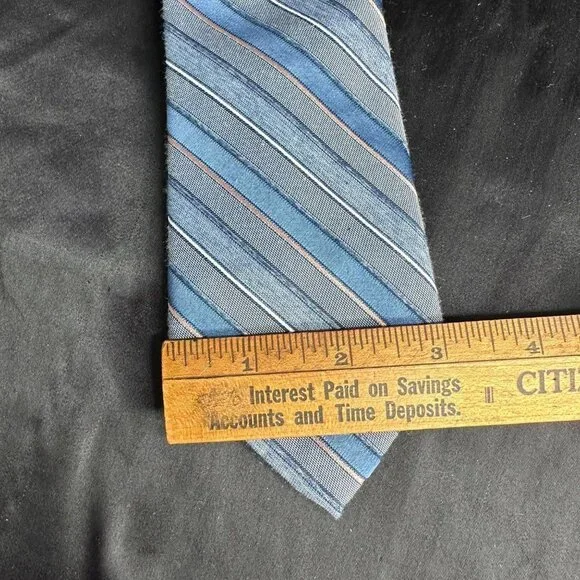 1 2 3 4
Interest Paid on Savings
Accounts and Time Deposits.
CITI